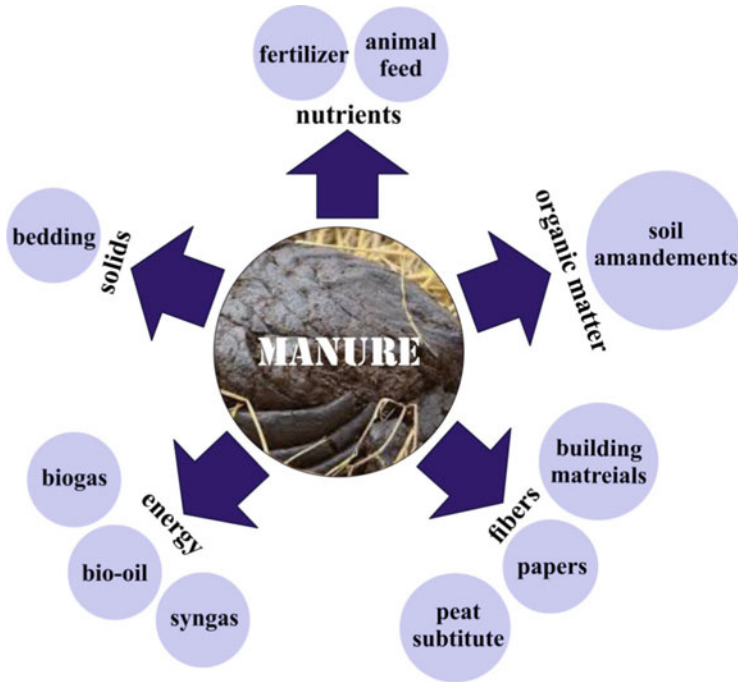 fertilizer
animal
feed
nutrients
organic matter
soil
amandements
bedding
solids
MANURE
building
matreials
fibers
papers
peat
subtitute
biogas
energy
bio-oil
syngas